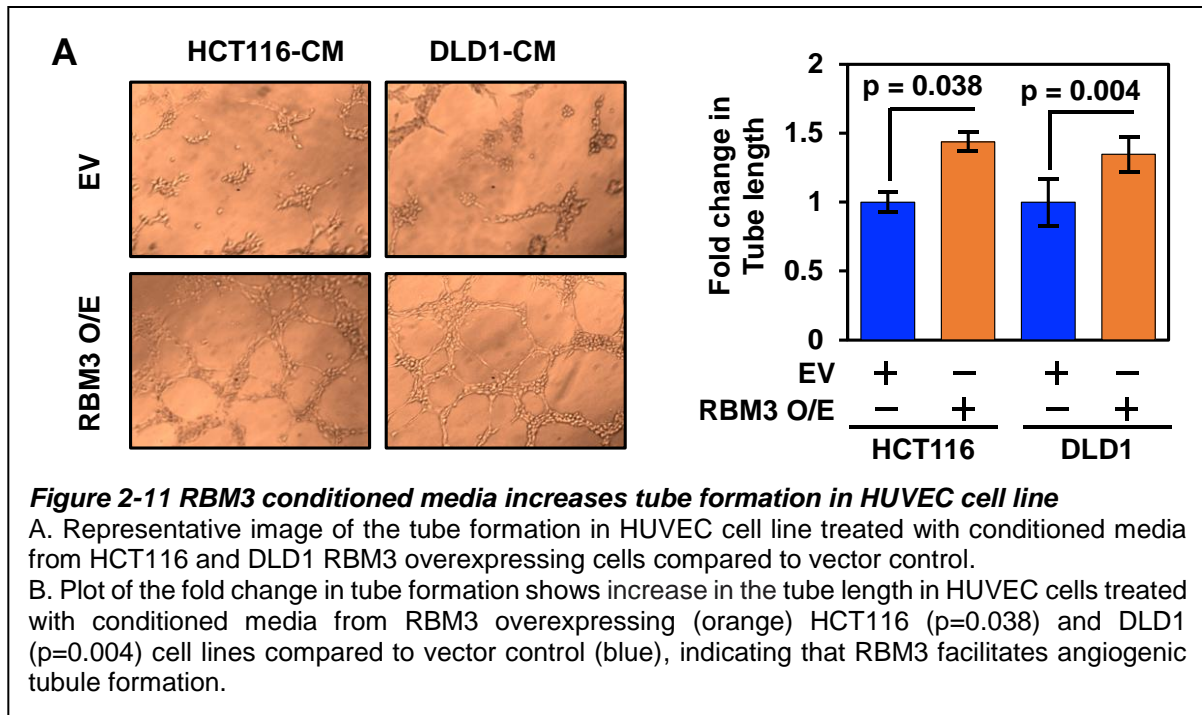 A
HCT116-CM DLD1-CM
EV
RBM3 O/E
Fold change in
Tube length
2
1.5
1
0.5
0
p = 0.038
p = 0.004
EV + − + −
RBM3 O/E − + − +
HCT116 DLD1
Figure 2-11 RBM3 conditioned media increases tube formation in HUVEC cell line
A. Representative image of the tube formation in HUVEC cell line treated with conditioned media
from HCT116 and DLD1 RBM3 overexpressing cells compared to vector control.
B. Plot of the fold change in tube formation shows increase in the tube length in HUVEC cells treated
with conditioned media from RBM3 overexpressing (orange) HCT116 (p=0.038) and DLD1
(p=0.004) cell lines compared to vector control (blue), indicating that RBM3 facilitates angiogenic
tubule formation.